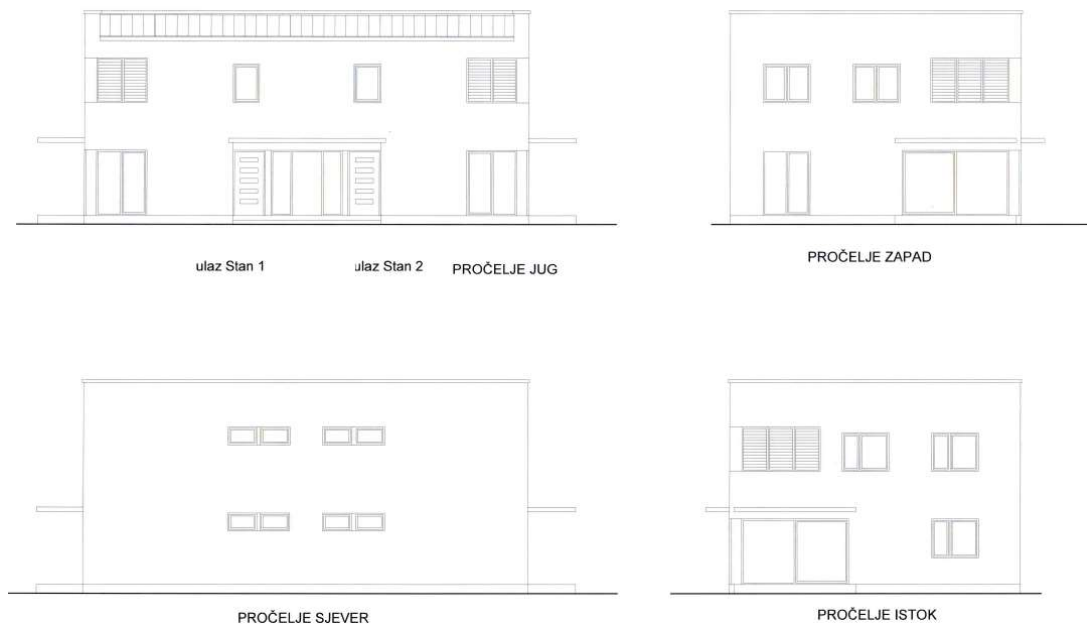 ulaz Stan 1
ulaz Stan 2
PROČELJE JUG
PROČELJE ZAPAD
PROČELJE SJEVER
PROČELJE ISTOK